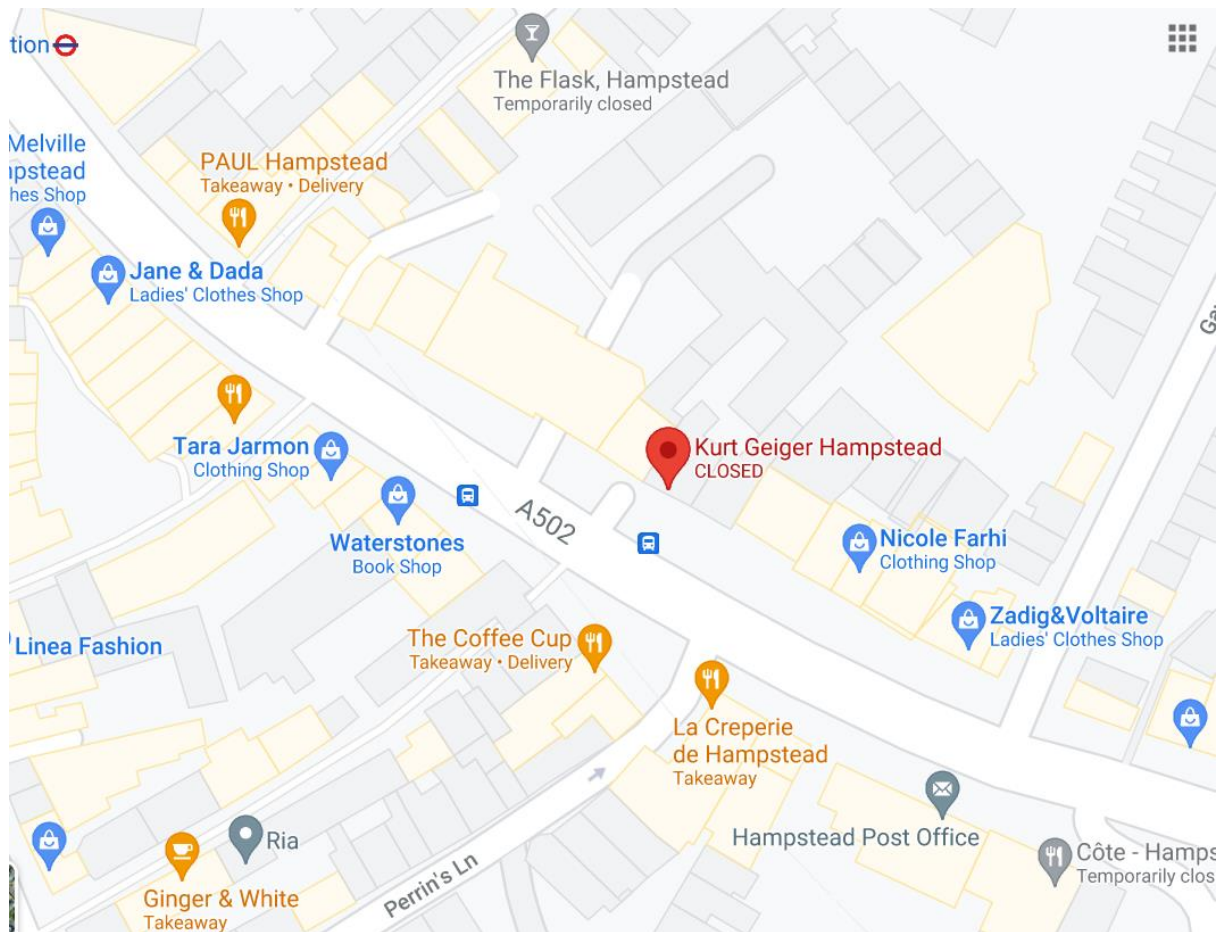 tion
The Flask, Hampstead
Temporarily closed
Melville
npstead
hes Shop
PAUL Hampstead
Takeaway • Delivery
Jane & Dada
Ladies' Clothes Shop
Tara Jarmon
Clothing Shop
Kurt Geiger Hampstead
CLOSED
A502
Waterstones
Book Shop
Nicole Farhi
Clothing Shop
Zadig&Voltaire
Ladies' Clothes Shop
Linea Fashion
The Coffee Cup
Takeaway • Delivery
La Creperie
de Hampstead
Takeaway
Hampstead Post Office
Ria
Côte - Hamps
Temporarily clos
Perrin's Ln
Ginger & White
Takeaway